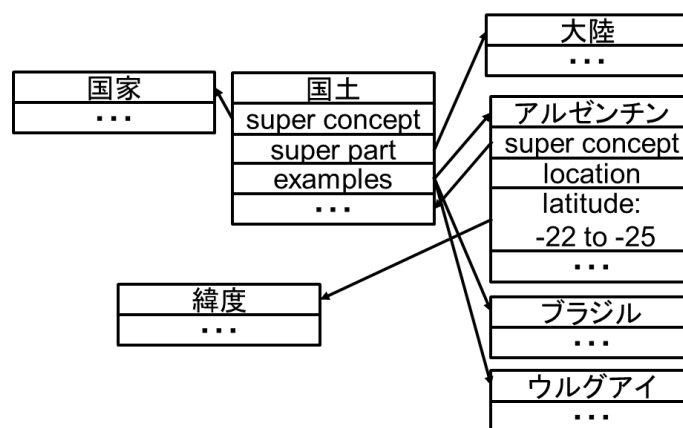 国家
...
国土
super concept
super part
examples
...
大陸
...
アルゼンチン
super concept
location
latitude:
-22 to -25
...
緯度
...
ブラジル
...
ウルグアイ
...